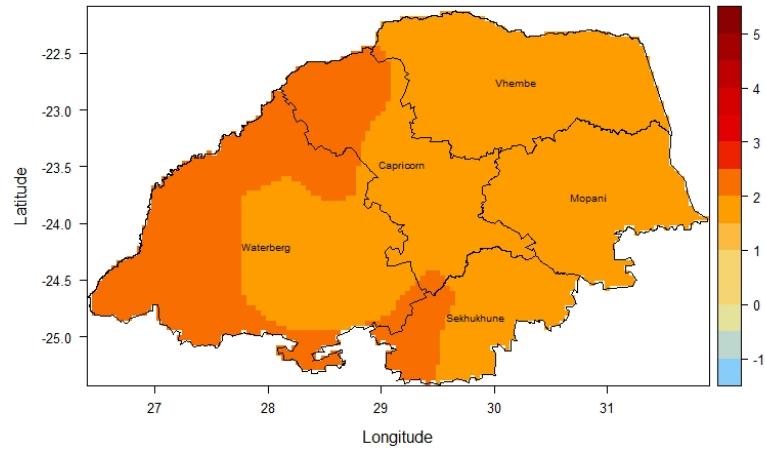 Latitude
-22.5
-23.0
-23.5
-24.0
-24.5
-25.0
Vhembe
Capricorn
Mopani
Waterberg
Sekhukhune
27
28
29
30
31
Longitude
5
4
3
2
1
0
-1